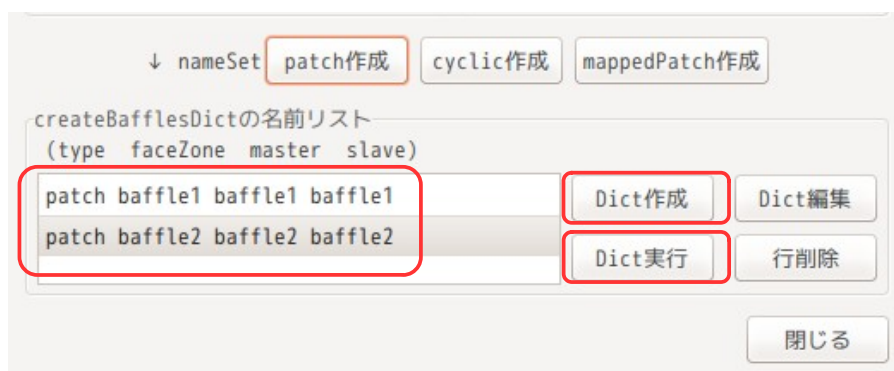 ↓ nameSet patch作成 cyclic作成 mappedPatch作成
createBafflesDictの名前リスト
(type faceZone master slave)
patch baffle1 baffle1 baffle1 Dict作成 Dict編集
patch baffle2 baffle2 baffle2
Dict実行 行削除
閉じる